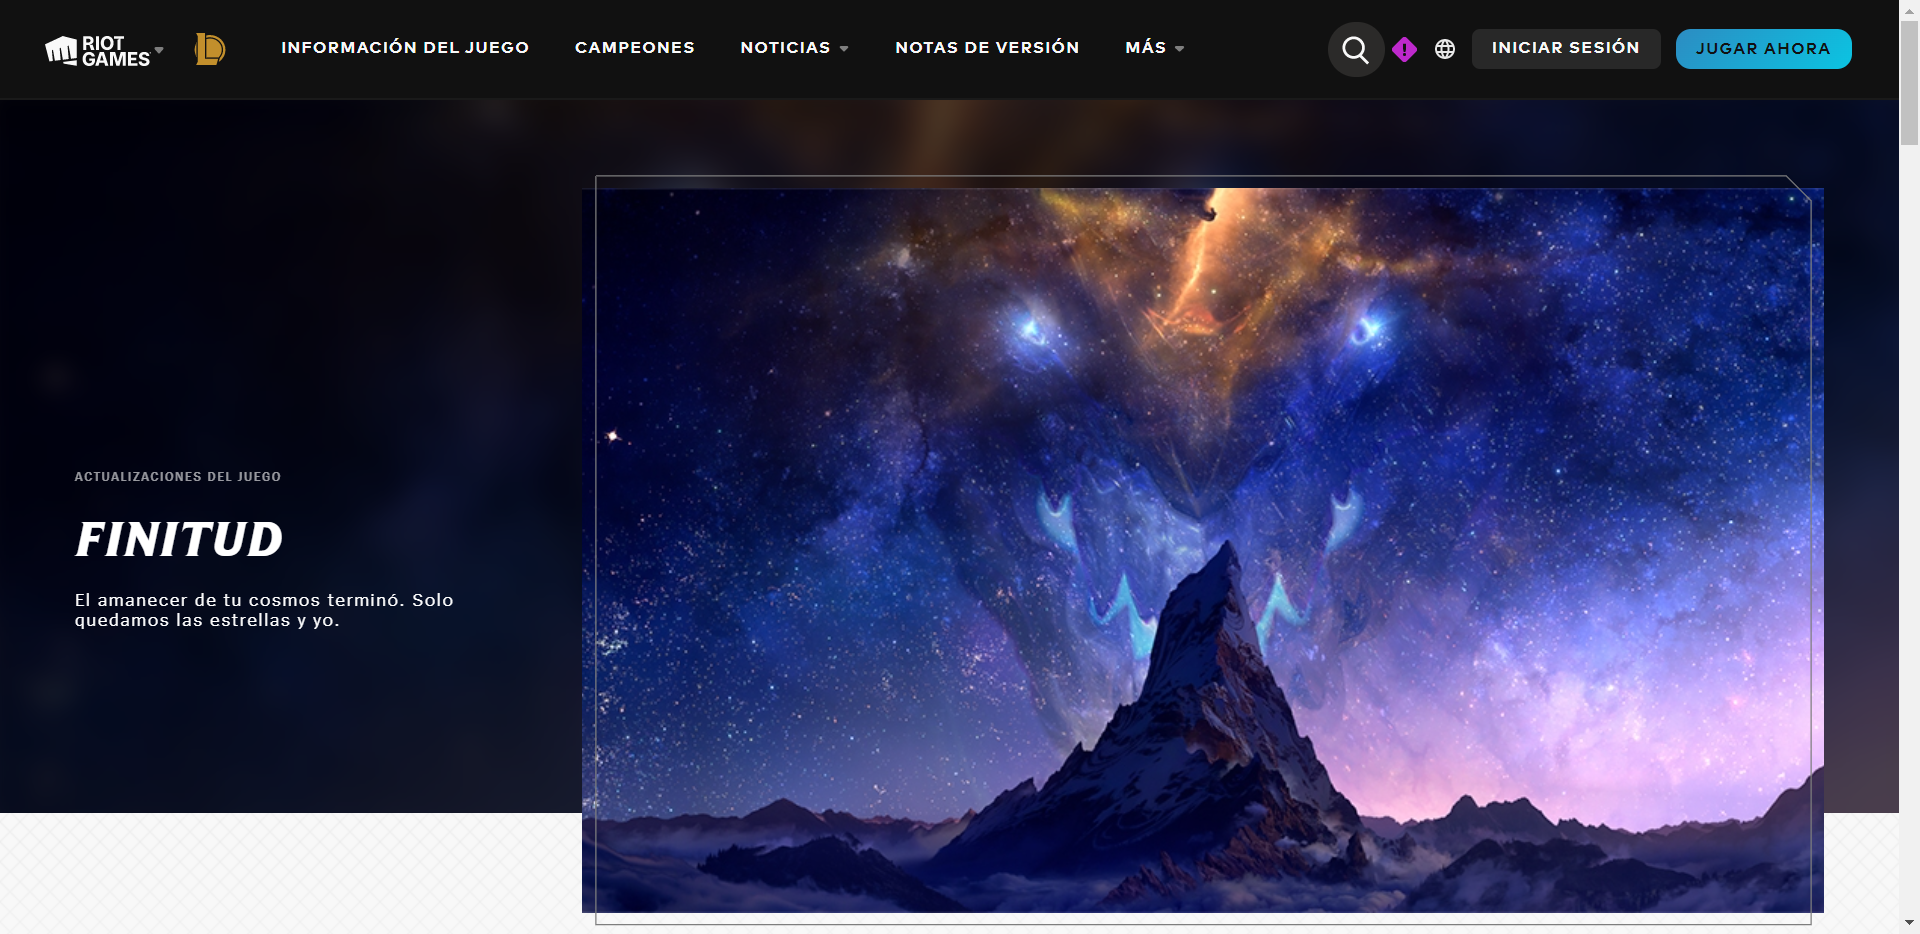 RIOT
GAMES
INFORMACIÓN DEL JUEGO
CAMPEONES
NOTICIAS
NOTAS DE VERSIÓN
MÁS
INICIAR SESIÓN
JUGAR AHORA
ACTUALIZACIONES DEL JUEGO
FINITUD
El amanecer de tu cosmos terminó. Solo
quedamos las estrellas y yo.